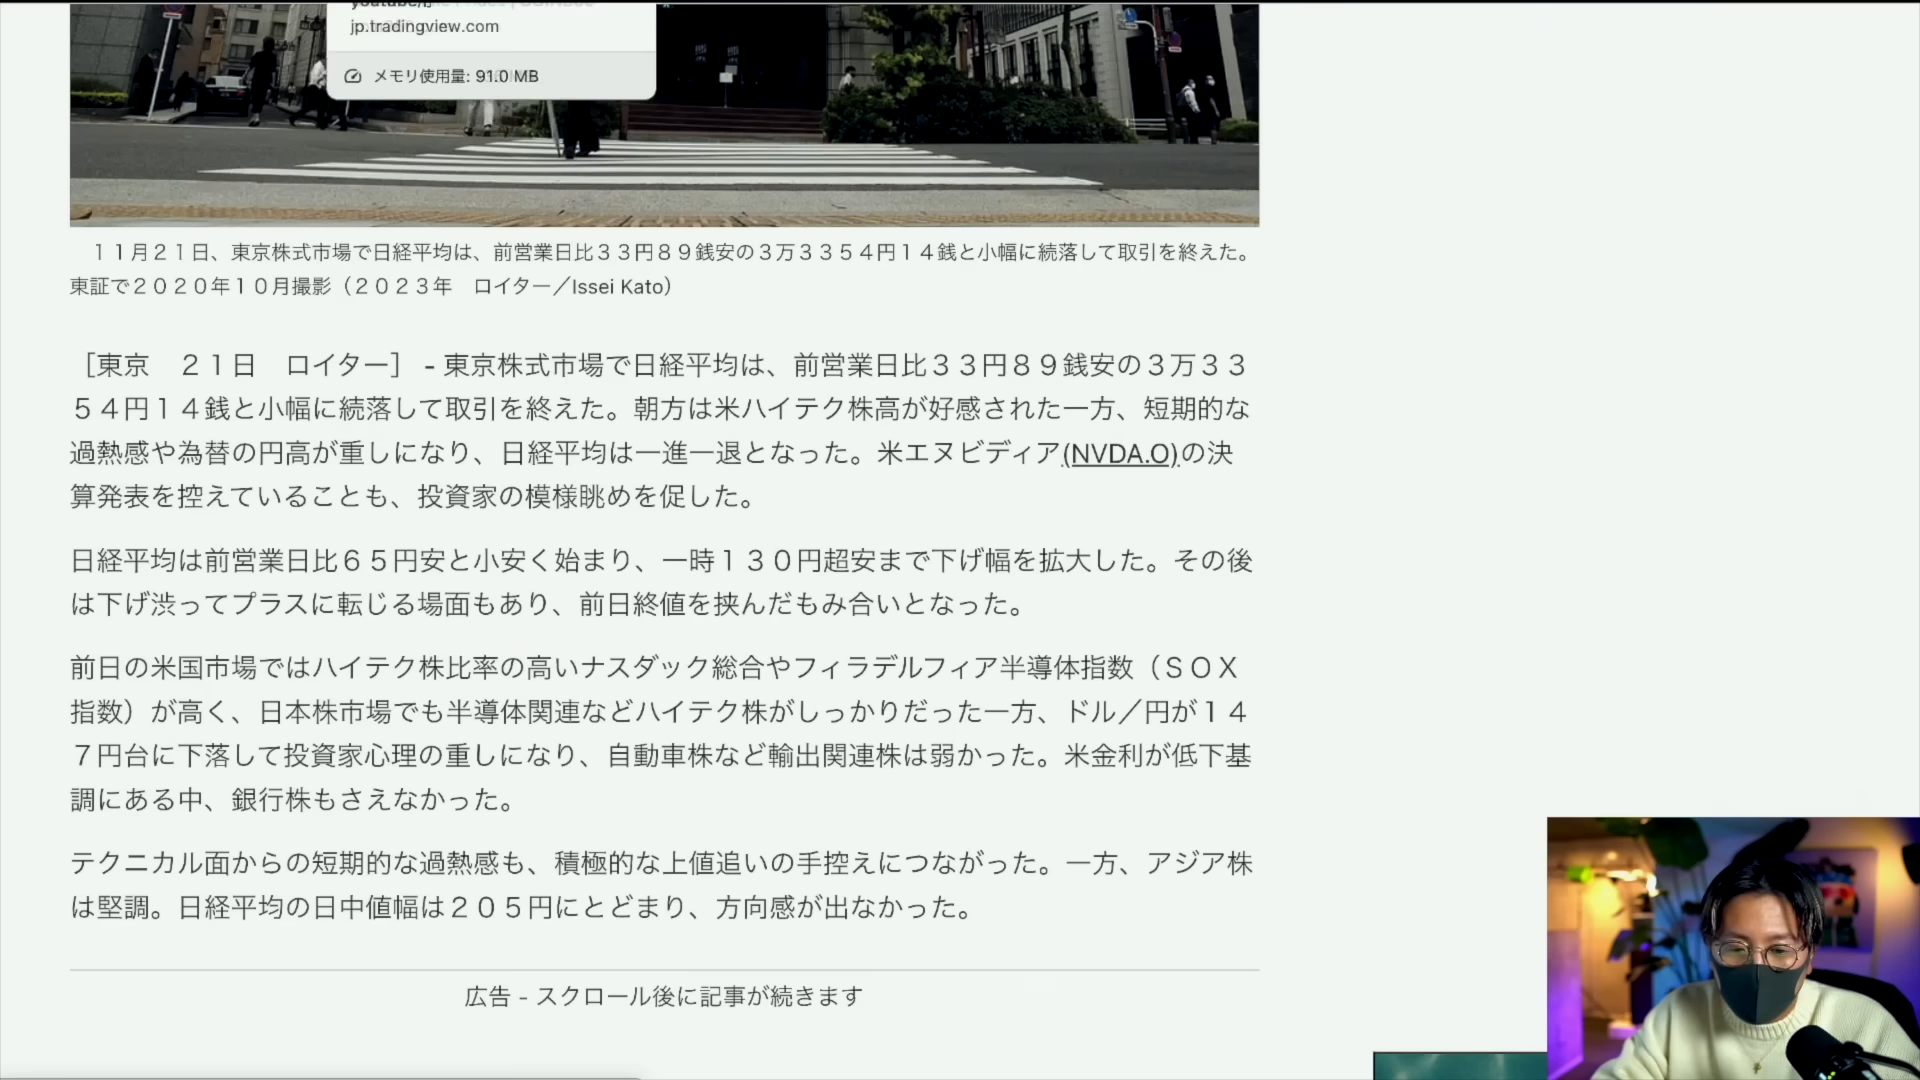 jp.tradingview.com
メモリ使用量: 91.0 MB
１１月２１日、東京株式市場で日経平均は、前営業日比３３円８９銭安の３万３３５４円１４銭と小幅に続落して取引を終えた。
東証で２０２０年１０月撮影（２０２３年　ロイター／Issei Kato）
［東京　２１日　ロイター］ - 東京株式市場で日経平均は、前営業日比３３円８９銭安の３万３３
５４円１４銭と小幅に続落して取引を終えた。朝方は米ハイテク株高が好感された一方、短期的な
過熱感や為替の円高が重しになり、日経平均は一進一退となった。米エヌビディア(NVDA.O)の決
算発表を控えていることも、投資家の模様眺めを促した。
日経平均は前営業日比６５円安と小安く始まり、一時１３０円超安まで下げ幅を拡大した。その後
は下げ渋ってプラスに転じる場面もあり、前日終値を挟んだもみ合いとなった。
前日の米国市場ではハイテク株比率の高いナスダック総合やフィラデルフィア半導体指数（ＳＯＸ
指数）が高く、日本株市場でも半導体関連などハイテク株がしっかりだった一方、ドル／円が１４
７円台に下落して投資家心理の重しになり、自動車株など輸出関連株は弱かった。米金利が低下基
調にある中、銀行株もさえなかった。
テクニカル面からの短期的な過熱感も、積極的な上値追いの手控えにつながった。一方、アジア株
は堅調。日経平均の日中値幅は２０５円にとどまり、方向感が出なかった。
広告 - スクロール後に記事が続きます